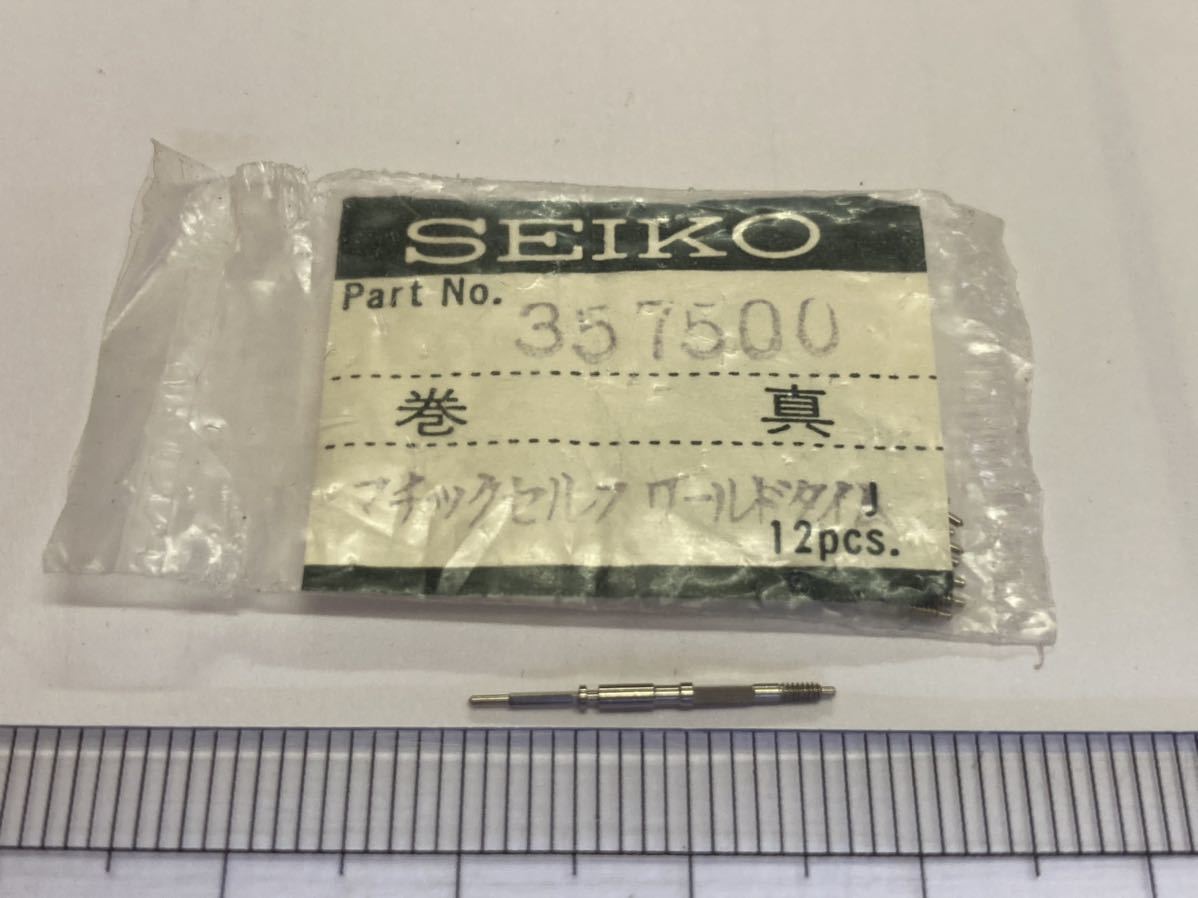 SEIKO
Part No. 357500
巻 真
マチックセルフ ワールドタイム
J
12pcs.